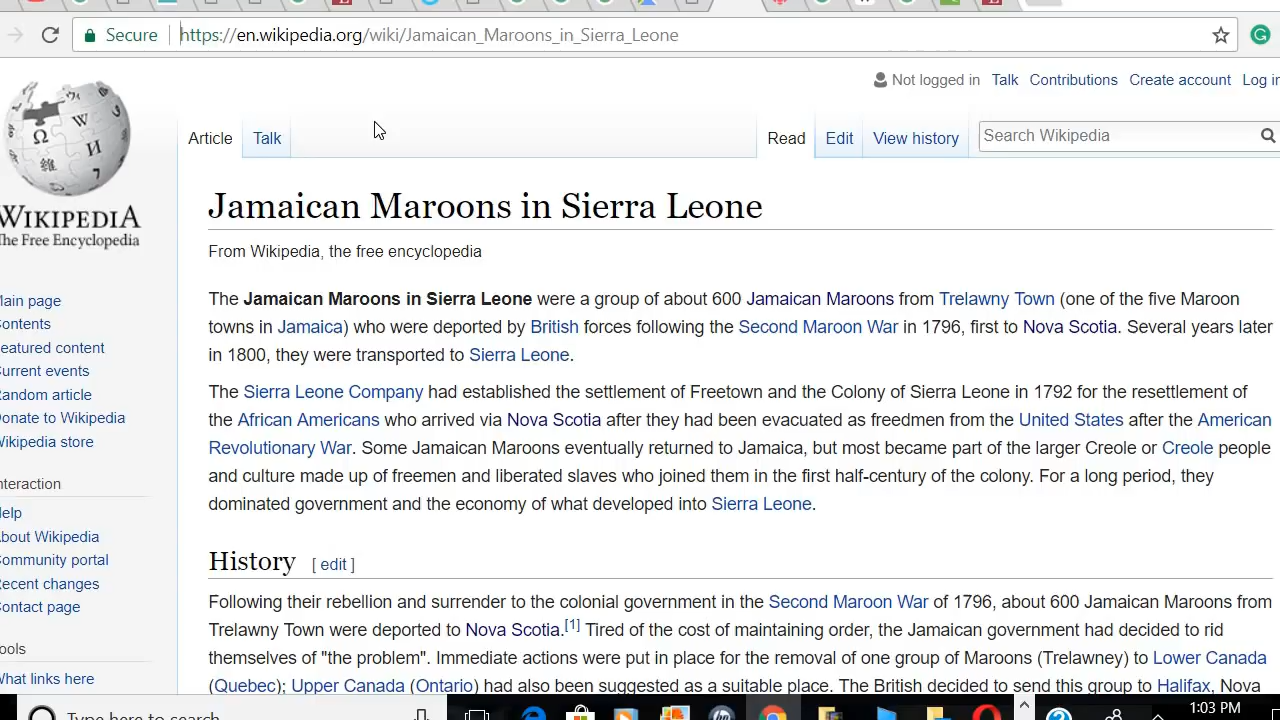 Secure https://en.wikipedia.org/wiki/Jamaican_Maroons_in_Sierra_Leone
Not logged in Talk Contributions Create account Log in
Article Talk Read Edit View history Search Wikipedia
WIKIPEDIA
The Free Encyclopedia
Jamaican Maroons in Sierra Leone
From Wikipedia, the free encyclopedia
The Jamaican Maroons in Sierra Leone were a group of about 600 Jamaican Maroons from Trelawny Town (one of the five Maroon
towns in Jamaica) who were deported by British forces following the Second Maroon War in 1796, first to Nova Scotia. Several years later
in 1800, they were transported to Sierra Leone.
The Sierra Leone Company had established the settlement of Freetown and the Colony of Sierra Leone in 1792 for the resettlement of
the African Americans who arrived via Nova Scotia after they had been evacuated as freedmen from the United States after the American
Revolutionary War. Some Jamaican Maroons eventually returned to Jamaica, but most became part of the larger Creole or Creole people
and culture made up of freemen and liberated slaves who joined them in the first half-century of the colony. For a long period, they
dominated government and the economy of what developed into Sierra Leone.
History [ edit ]
Following their rebellion and surrender to the colonial government in the Second Maroon War of 1796, about 600 Jamaican Maroons from
Trelawny Town were deported to Nova Scotia.[1] Tired of the cost of maintaining order, the Jamaican government had decided to rid
themselves of "the problem". Immediate actions were put in place for the removal of one group of Maroons (Trelawney) to Lower Canada
(Quebec); Upper Canada (Ontario) had also been suggested as a suitable place. The British decided to send this group to Halifax, Nova
Main page
Contents
Featured content
Current events
Random article
Donate to Wikipedia
Wikipedia store
Interaction
Help
About Wikipedia
Community portal
Recent changes
Contact page
Tools
What links here
Type here to search
1:03 PM